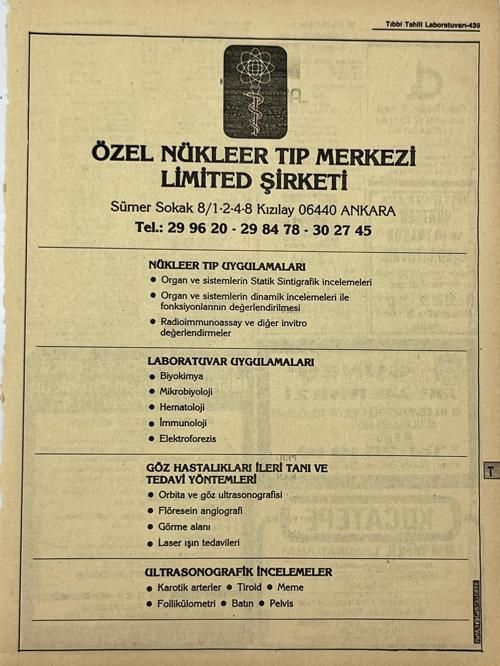 Tıbbi Tahlil Laboratuvarı-439
ÖZEL NÜKLEER TIP MERKEZİ
LİMİTED ŞİRKETİ
Sümer Sokak 8/1-2-4-8 Kızılay 06440 ANKARA
Tel.: 29 96 20 - 29 84 78 - 30 27 45
NÜKLEER TIP UYGULAMALARI
● Organ ve sistemlerin Statik Sintigrafik incelemeleri
● Organ ve sistemlerin dinamik incelemeleri ile
fonksiyonlarının değerlendirilmesi
● Radioimmunoassay ve diğer invitro
değerlendirmeler
LABORATUVAR UYGULAMALARI
● Biyokimya
● Mikrobiyoloji
● Hematoloji
● İmmunoloji
● Elektroforezis
GÖZ HASTALIKLARI İLERİ TANI VE
TEDAVİ YÖNTEMLERİ
● Orbita ve göz ultrasonografisi
● Flöresein angiografi
● Görme alanı
● Laser ışın tedavileri
T
ULTRASONOGRAFİK İNCELEMELER
● Karotik arterler ● Tiroid ● Meme
● Follikülometri ● Batın ● Pelvis